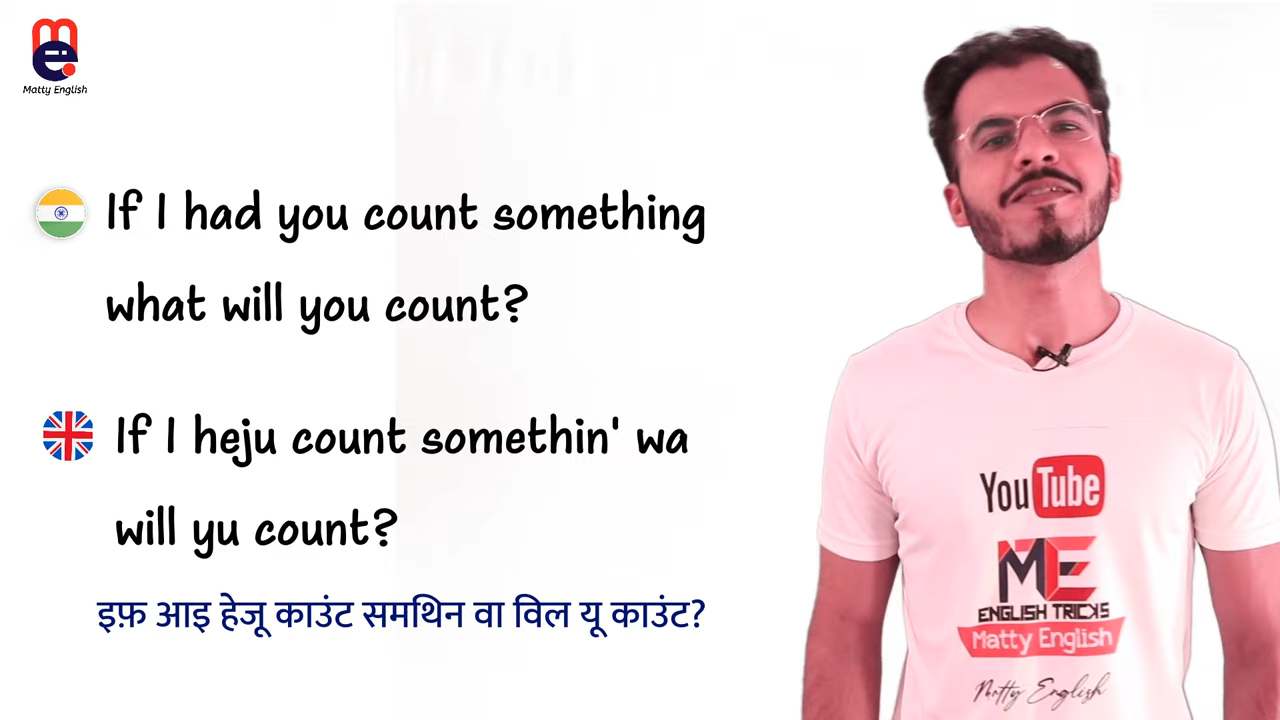 me
Matty English
If I had you count something
what will you count?
If I heju count somethin' wa
will yu count?
इफ़ आइ हेजू काउंट समथिन वा विल यू काउंट?
YouTube
ME
ENGLISH TRICKS
Matty English
Matty English